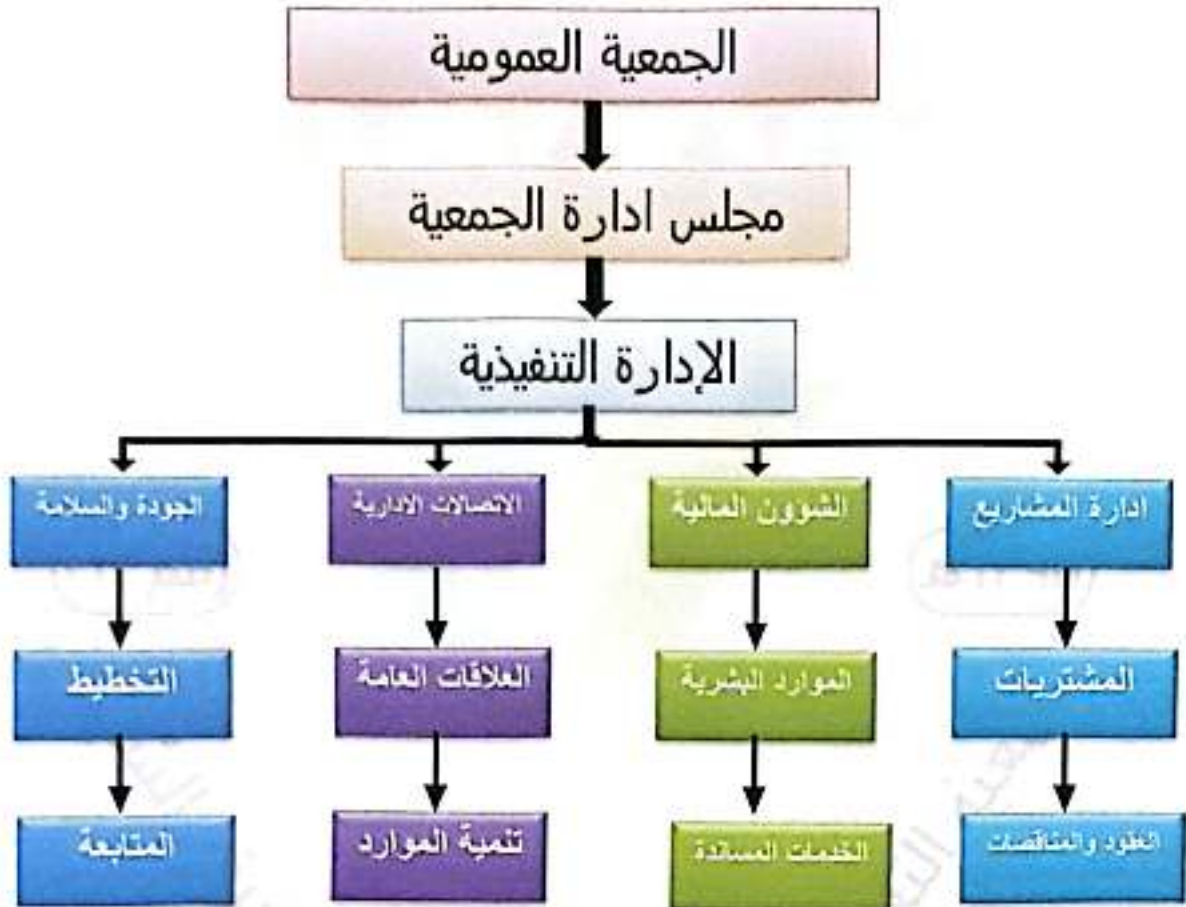 الجمعية العمومية
مجلس ادارة الجمعية
الإدارة التنفيذية
ادارة المشاريع
الشوون المالية
الاتصالات الادارية
الجودة والسلامة
المشتريات
الموارد البشرية
العلاقات العامة
التخطيط
العقود والمناقصات
الخدمات المساندة
تنمية الموارد
المتابعة